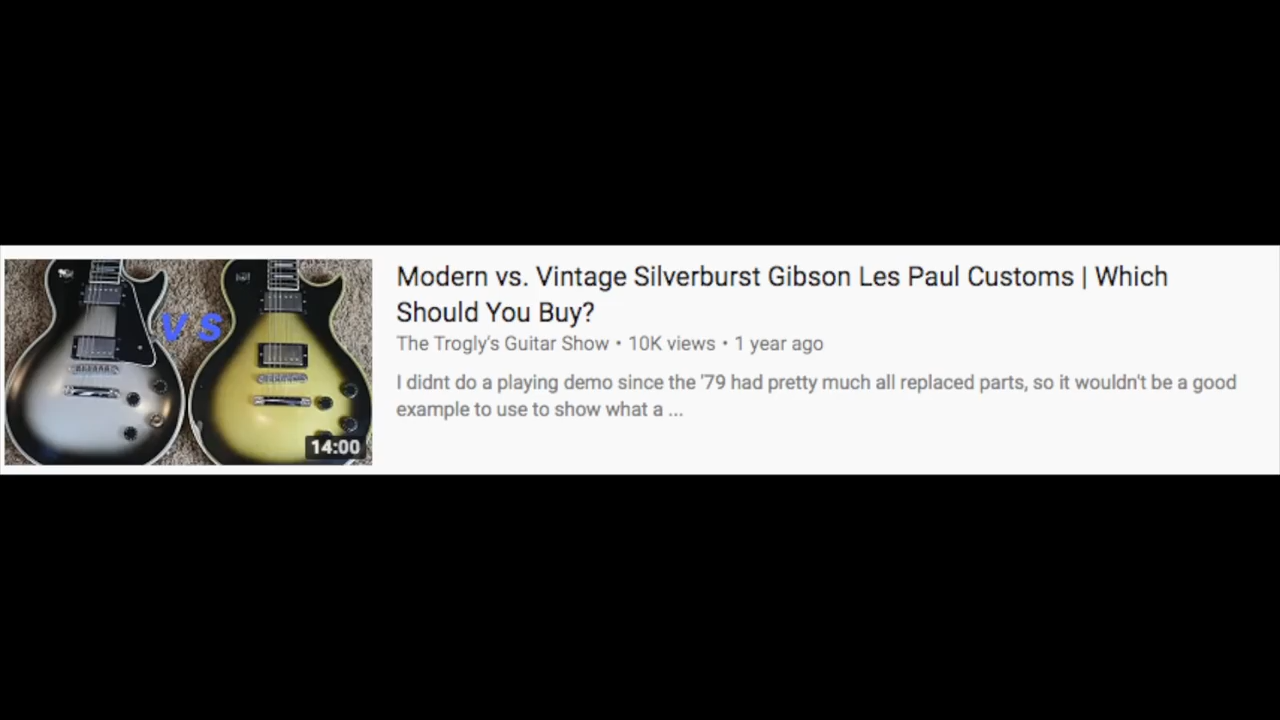 Modern vs. Vintage Silverburst Gibson Les Paul Customs | Which
Should You Buy?
The Trogly's Guitar Show • 10K views • 1 year ago
I didnt do a playing demo since the '79 had pretty much all replaced parts, so it wouldn't be a good
example to use to show what a ...
vs
14:00